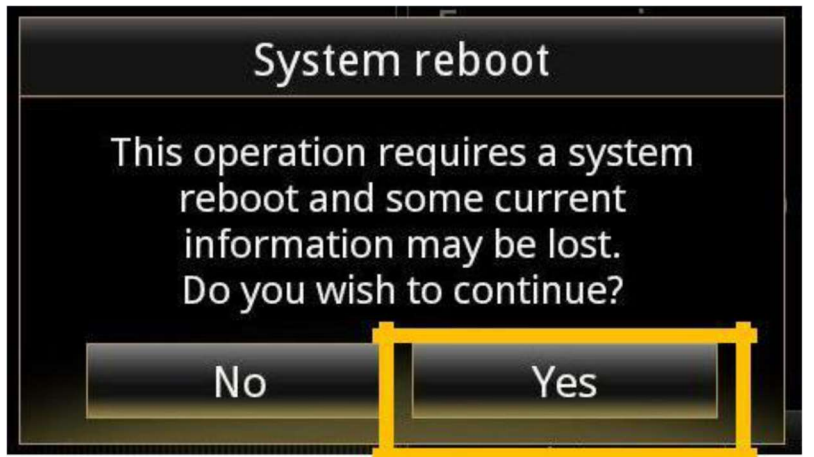 System reboot
This operation requires a system
reboot and some current
information may be lost.
Do you wish to continue?
No
Yes